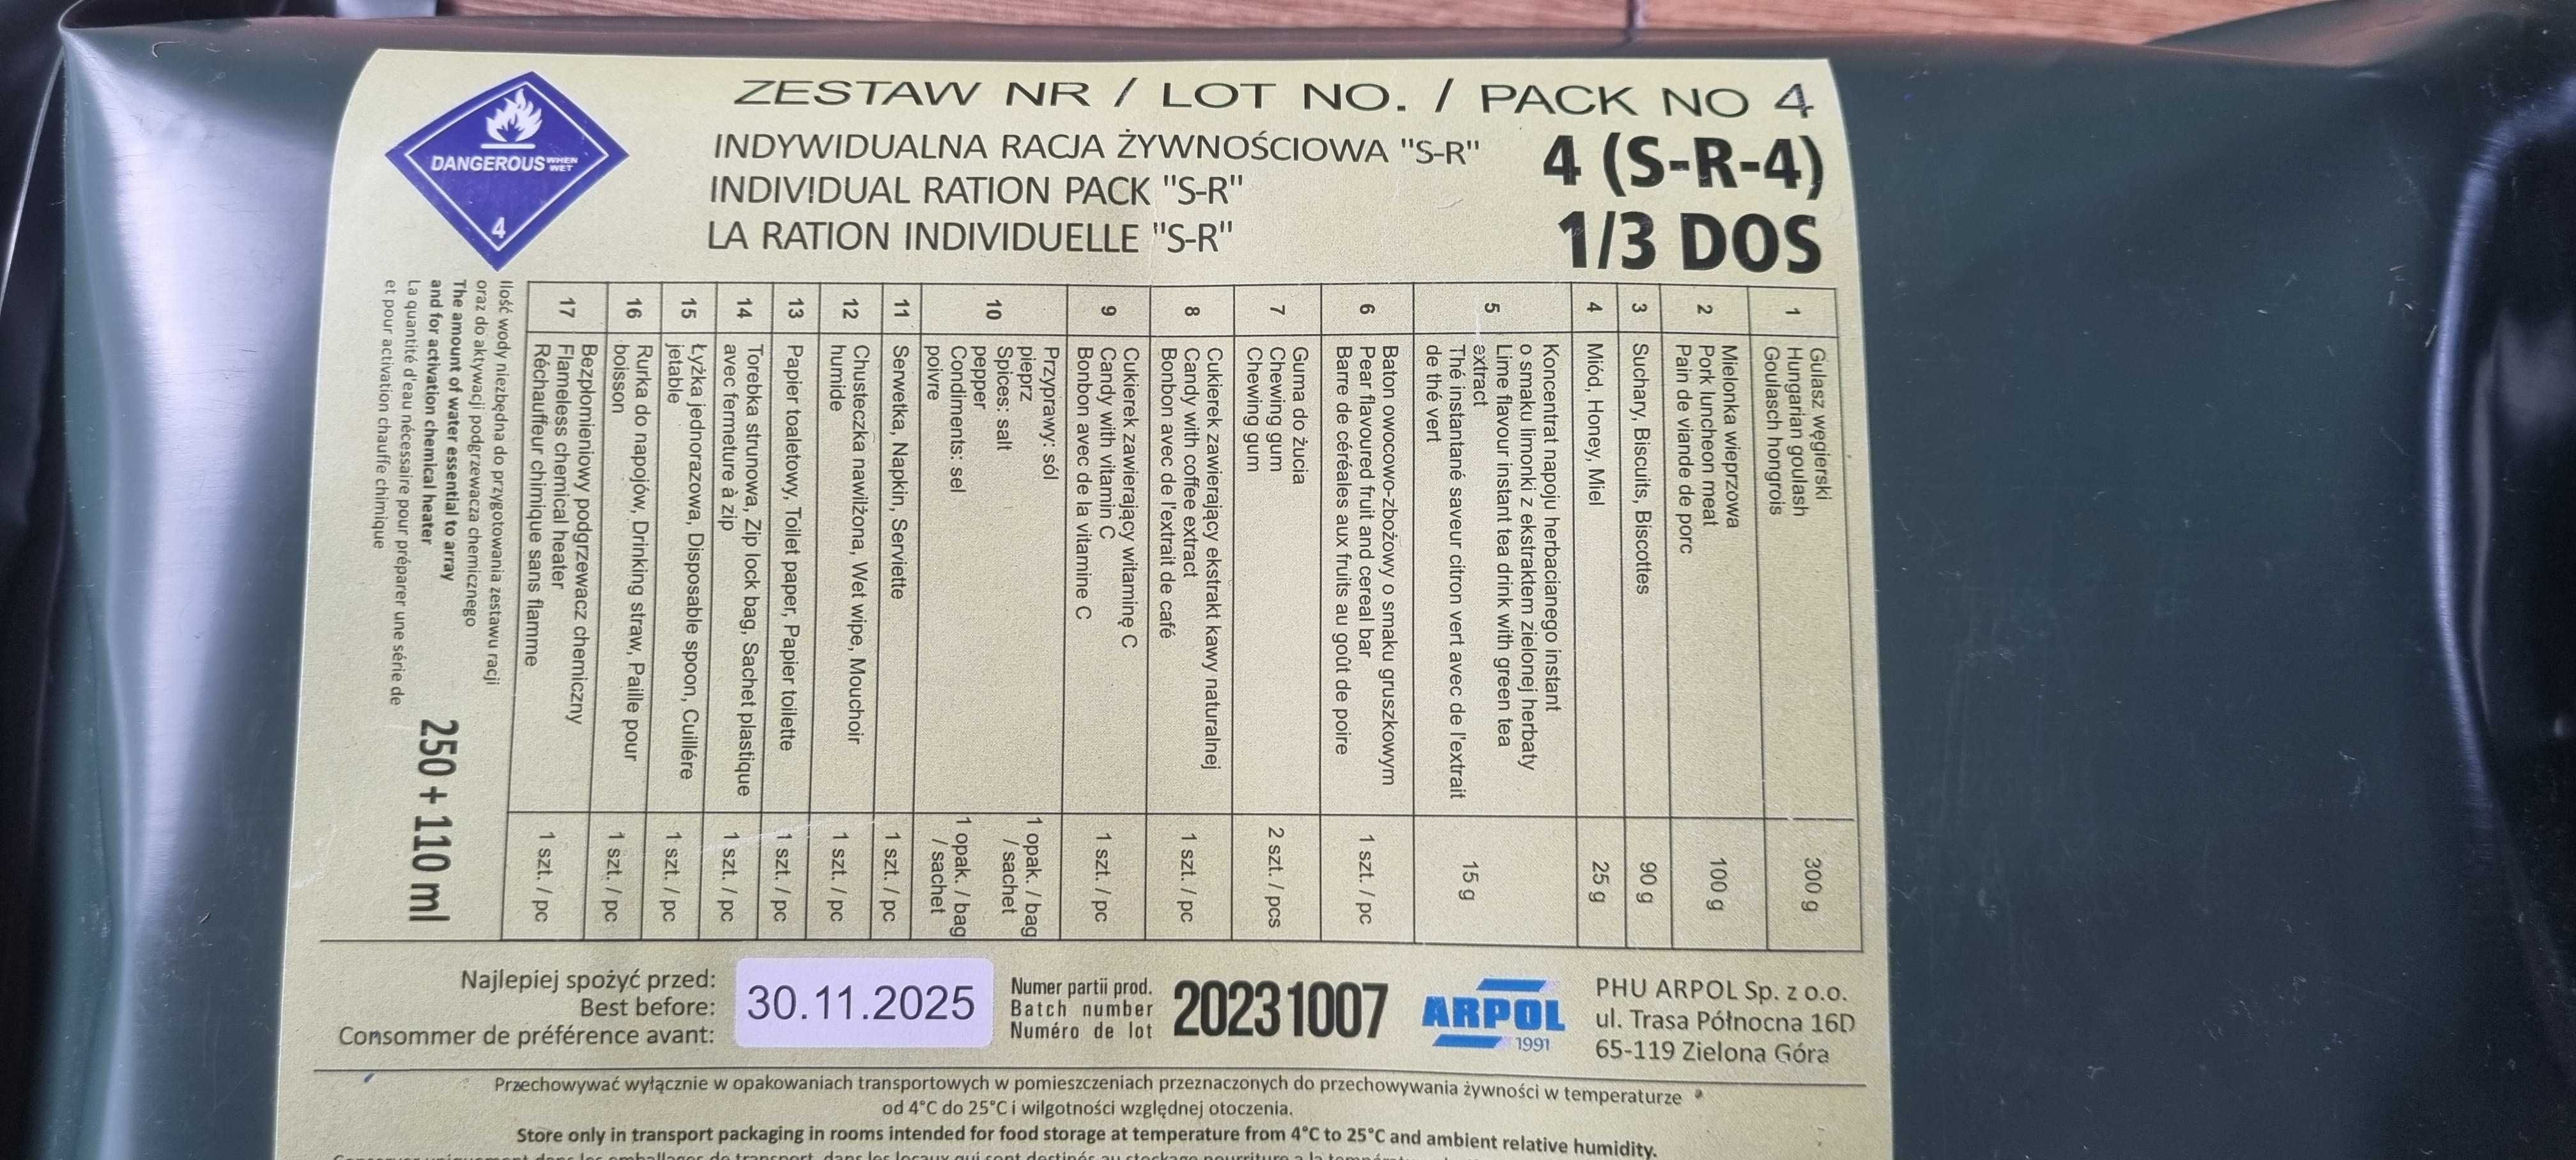 DANGEROUS WHEN WET
4
ZESTAW NR / LOT NO. / PACK NO 4
INDYWIDUALNA RACJA ŻYWNOŚCIOWA "S-R"
INDIVIDUAL RATION PACK "S-R"
LA RATION INDIVIDUELLE "S-R"
4 (S-R-4)
1/3 DOS
1
Gulasz węgierski
Hungarian goulash
Goulasch hongrois
300 g
2
Mielonka wieprzowa
Pork luncheon meat
Pain de viande de porc
100 g
3
Suchary, Biscuits, Biscottes
90 g
4
Miód, Honey, Miel
25 g
5
Koncentrat napoju herbacianego instant
o smaku limonki z ekstraktem zielonej herbaty
Lime flavour instant tea drink with green tea
extract
Thé instantané saveur citron vert avec de l'extrait
de thé vert
15 g
6
Baton owocowo-zbożowy o smaku gruszkowym
Pear flavoured fruit and cereal bar
Barre de céréales aux fruits au goût de poire
1 szt. / pc
7
Guma do żucia
Chewing gum
Chewing gum
2 szt. / pcs
8
Cukierek zawierający ekstrakt kawy naturalnej
Candy with coffee extract
Bonbon avec de l'extrait de café
1 szt. / pc
9
Cukierek zawierający witaminę C
Candy with vitamin C
Bonbon avec de la vitamine C
1 szt. / pc
10
Przyprawy: sól
pieprz
Spices: salt
pepper
Condiments: sel
poivre
1 opak. / bag
/ sachet
1 opak. / bag
/ sachet
11
Serwetka, Napkin, Serviette
1 szt. / pc
12
Chusteczka nawilżona, Wet wipe, Mouchoir
humide
1 szt. / pc
13
Papier toaletowy, Toilet paper, Papier toilette
1 szt. / pc
14
Torebka strunowa, Zip lock bag, Sachet plastique
avec fermeture à zip
1 szt. / pc
15
Łyżka jednorazowa, Disposable spoon, Cuillére
jetable
1 szt. / pc
16
Rurka do napojów, Drinking straw, Paille pour
boisson
1 szt. / pc
17
Bezpłomieniowy podgrzewacz chemiczny
Flameless chemical heater
Réchauffeur chimique sans flamme
1 szt. / pc
Ilość wody niezbędna do przygotowania zestawu racji
oraz do aktywacji podgrzewacza chemicznego
The amount of water essential to array
and for activation chemical heater
La quantité d'eau nécessaire pour préparer une série de
et pour activation chauffe chimique
250 + 110 ml
Najlepiej spożyć przed:
Best before:
Consommer de préférence avant:
30.11.2025
Numer partii prod.
Batch number
Numéro de lot
20231007
ARPOL
1991
PHU ARPOL Sp. z o.o.
ul. Trasa Północna 16D
65-119 Zielona Góra
Przechowywać wyłącznie w opakowaniach transportowych w pomieszczeniach przeznaczonych do przechowywania żywności w temperaturze
od 4°C do 25°C i wilgotności względnej otoczenia.
Store only in transport packaging in rooms intended for food storage at temperature from 4°C to 25°C and ambient relative humidity.